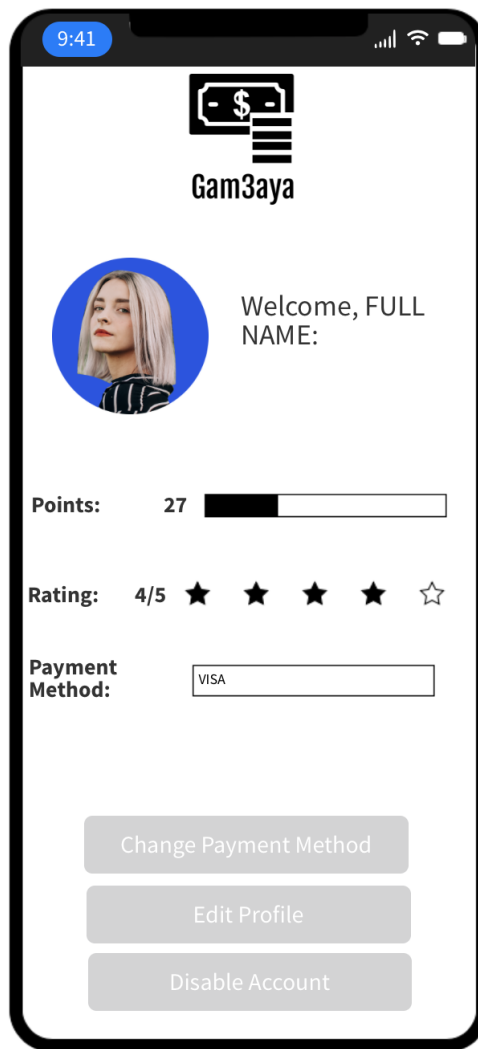 9:41
$
Gam3aya
Welcome, FULL
NAME:
Points: 27
Rating: 4/5
Payment
Method:
VISA
Change Payment Method
Edit Profile
Disable Account